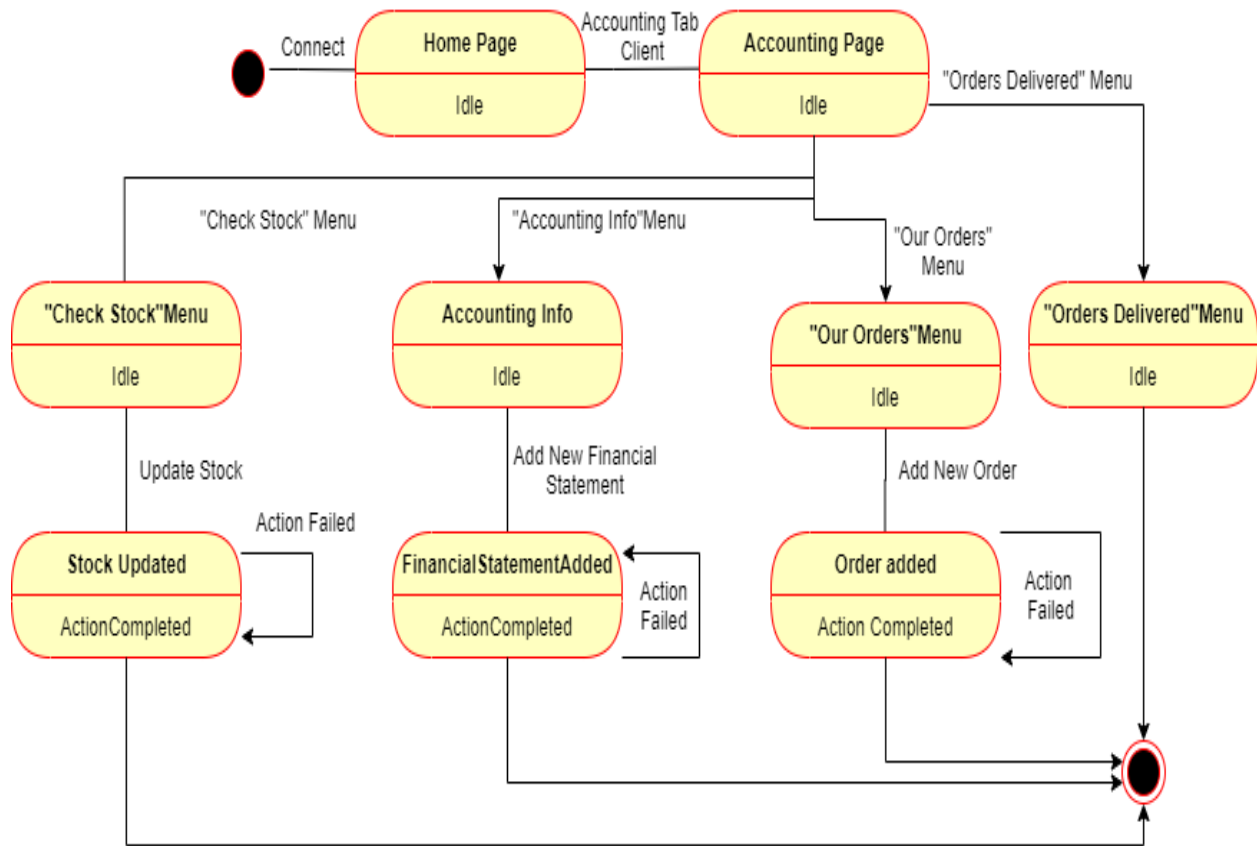 Connect
Home Page
Idle
Accounting Tab
Client
Accounting Page
Idle
"Orders Delivered" Menu
"Check Stock" Menu
"Accounting Info"Menu
"Our Orders"
Menu
"Check Stock"Menu
Idle
Accounting Info
Idle
"Our Orders"Menu
Idle
"Orders Delivered"Menu
Idle
Update Stock
Add New Financial
Statement
Add New Order
Action Failed
Stock Updated
ActionCompleted
FinancialStatementAdded
ActionCompleted
Action
Failed
Order added
Action Completed
Action
Failed